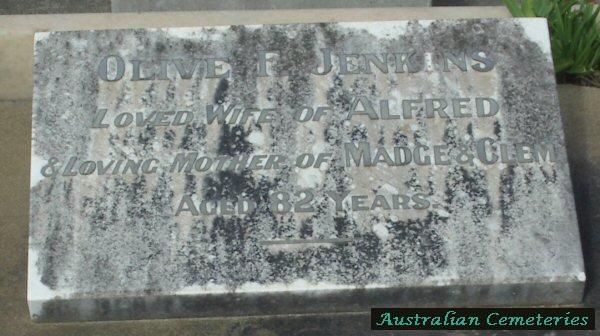 OLIVE F. JENKINS
LOVED WIFE OF ALFRED
& LOVING MOTHER OF MADGE & CLEM
AGED 82 YEARS.
Australian Cemeteries